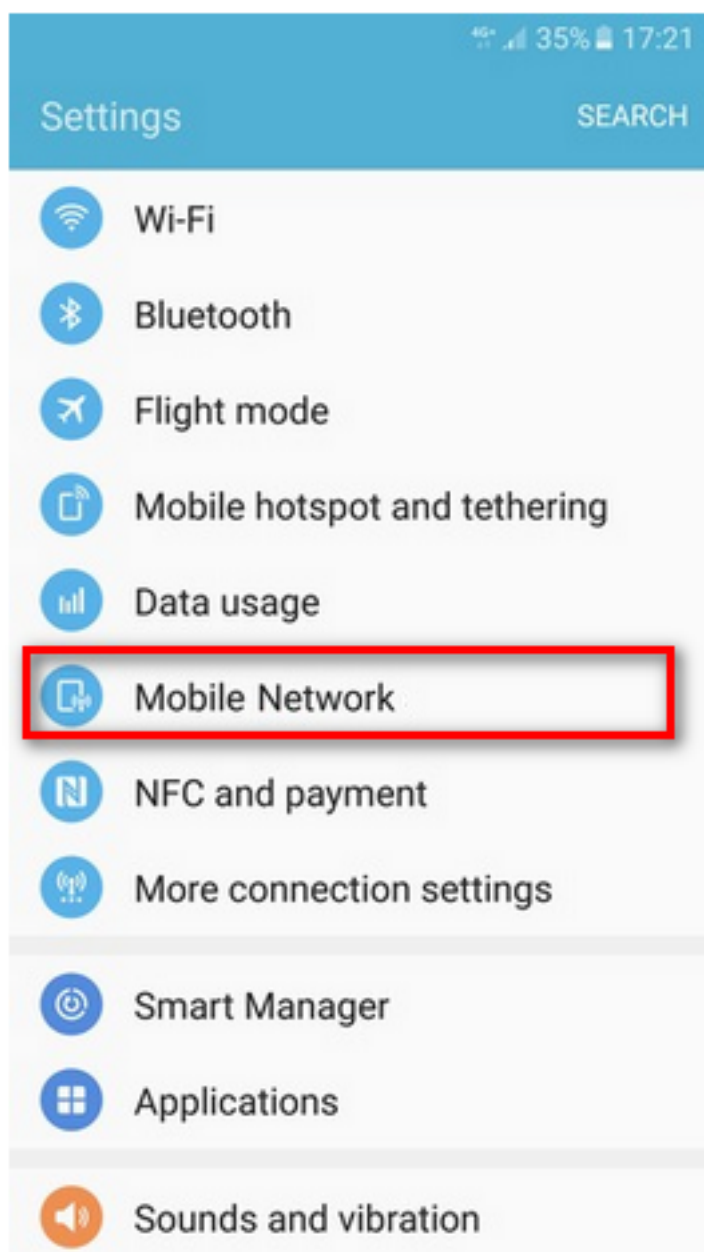 4G+ 35% 17:21
Settings SEARCH
Wi-Fi
Bluetooth
Flight mode
Mobile hotspot and tethering
Data usage
Mobile Network
NFC and payment
More connection settings
Smart Manager
Applications
Sounds and vibration